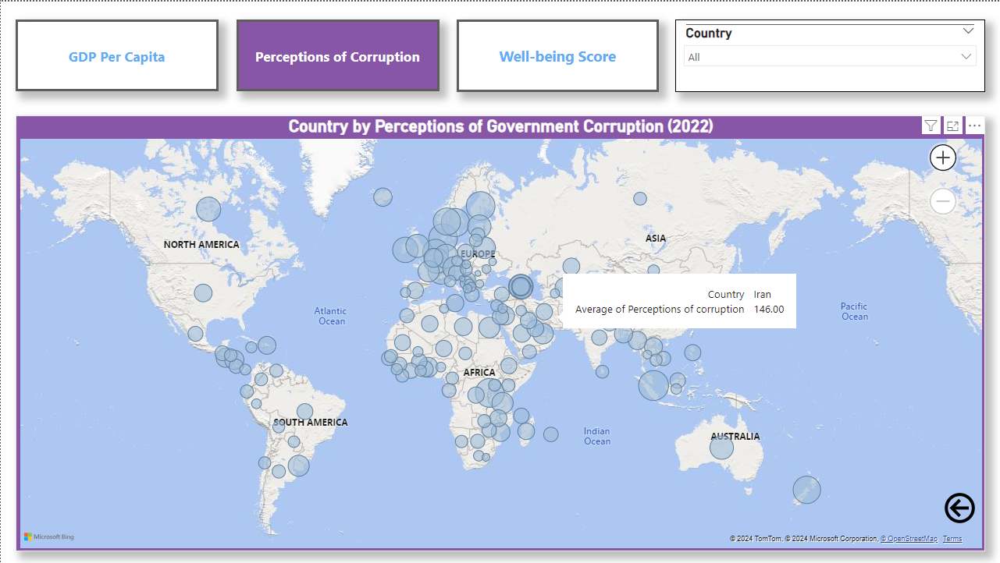 GDP Per Capita
Perceptions of Corruption
Well-being Score
Country
All
Country by Perceptions of Government Corruption (2022)
NORTH AMERICA
EUROPE
ASIA
Country Iran
Average of Perceptions of corruption 146.00
Atlantic
Ocean
Pacific
Ocean
AFRICA
SOUTH AMERICA
Indian
Ocean
AUSTRALIA
Microsoft Bing
© 2024 TomTom, © 2024 Microsoft Corporation, © OpenStreetMap Terms